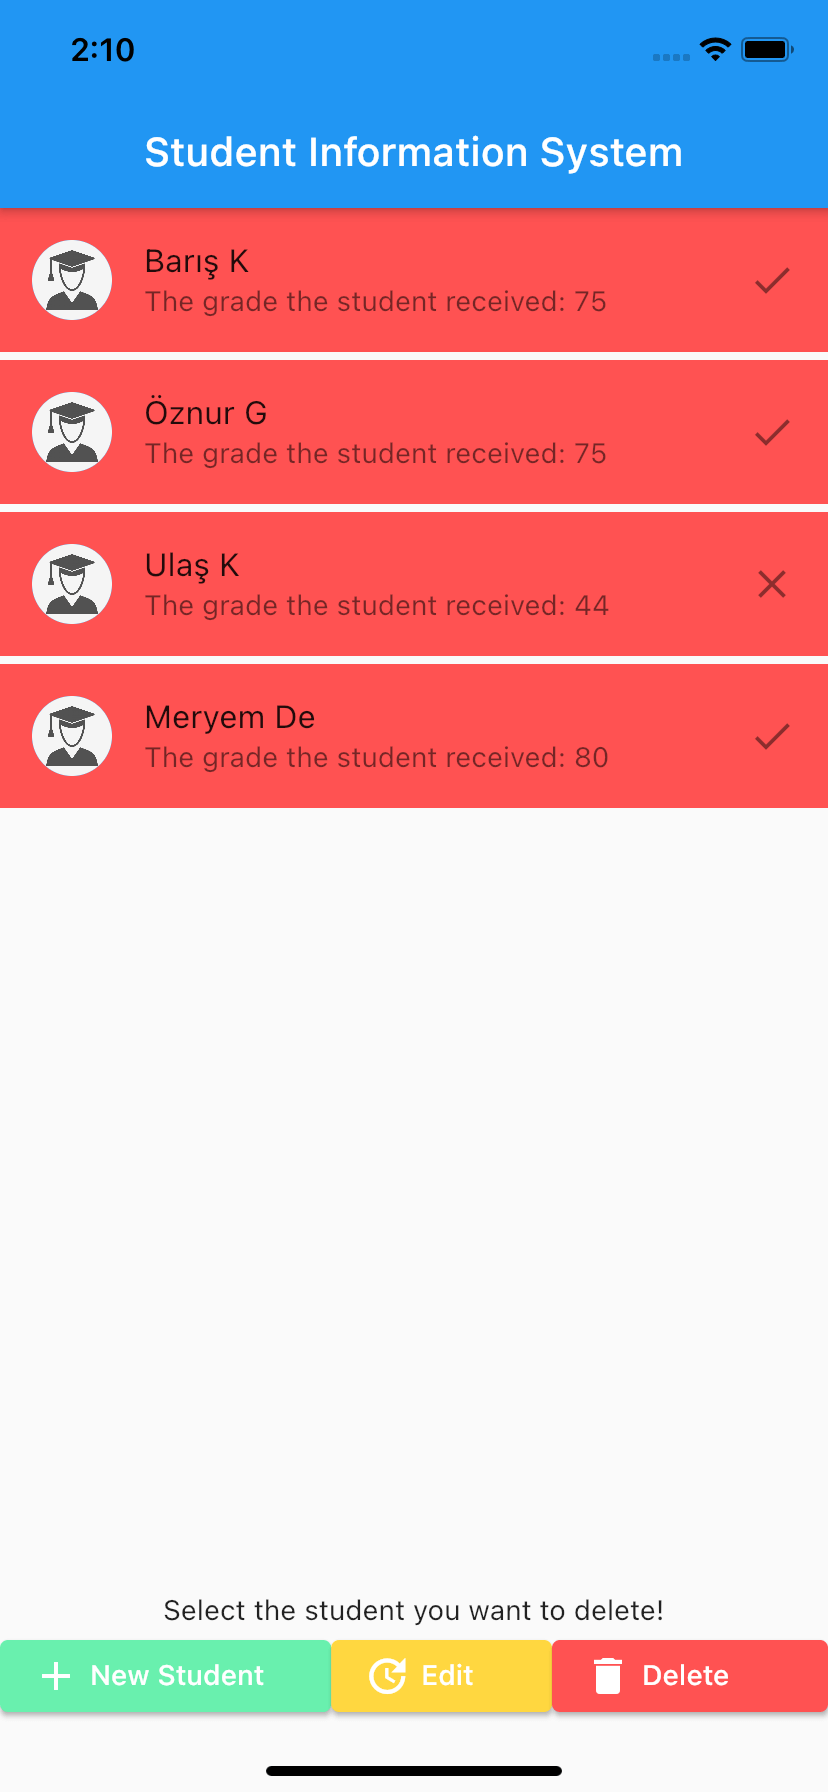 2:10
Student Information System
Barış K
The grade the student received: 75
Öznur G
The grade the student received: 75
Ulaş K
The grade the student received: 44
Meryem De
The grade the student received: 80
Select the student you want to delete!
New Student
Edit
Delete